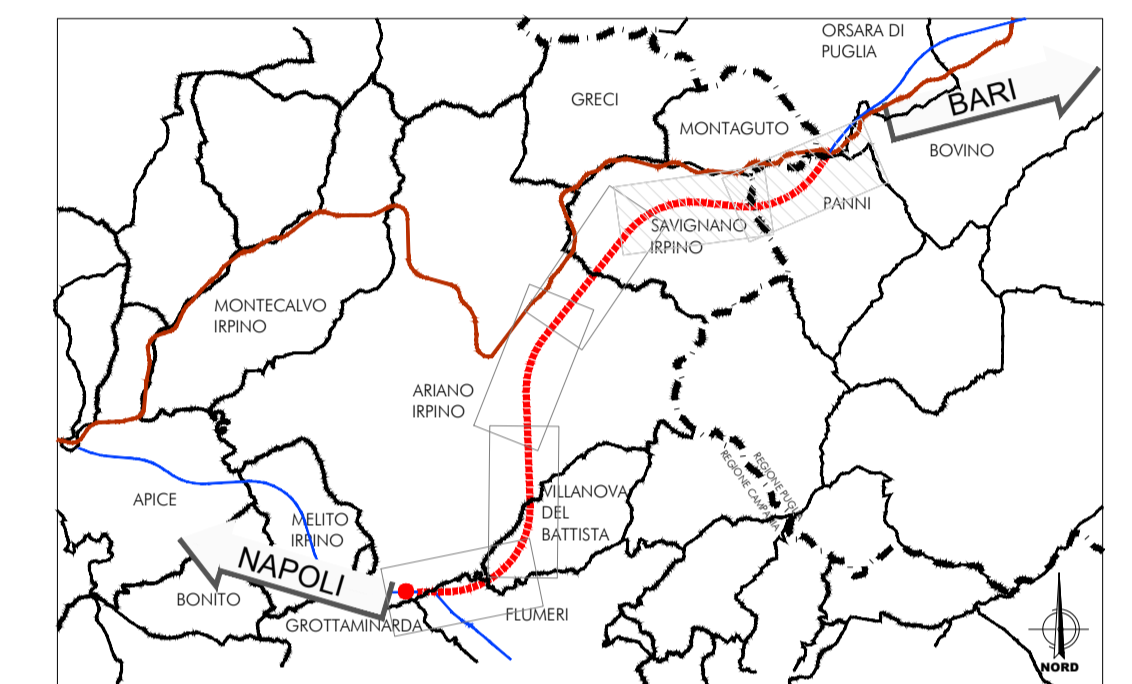 ORSARA DI
PUGLIA
BARI
GRECI
MONTAGUTO
BOVINO
PANNI
SAVIGNANO
IRPINO
MONTECALVO
IRPINO
ARIANO
IRPINO
REGIONE PUGLIA
REGIONE CAMPANIA
APICE
VILLANOVA
DEL
BATTISTA
MELITO
IRPINO
NAPOLI
BONITO
GROTTAMINARDA
FLUMERI
NORD